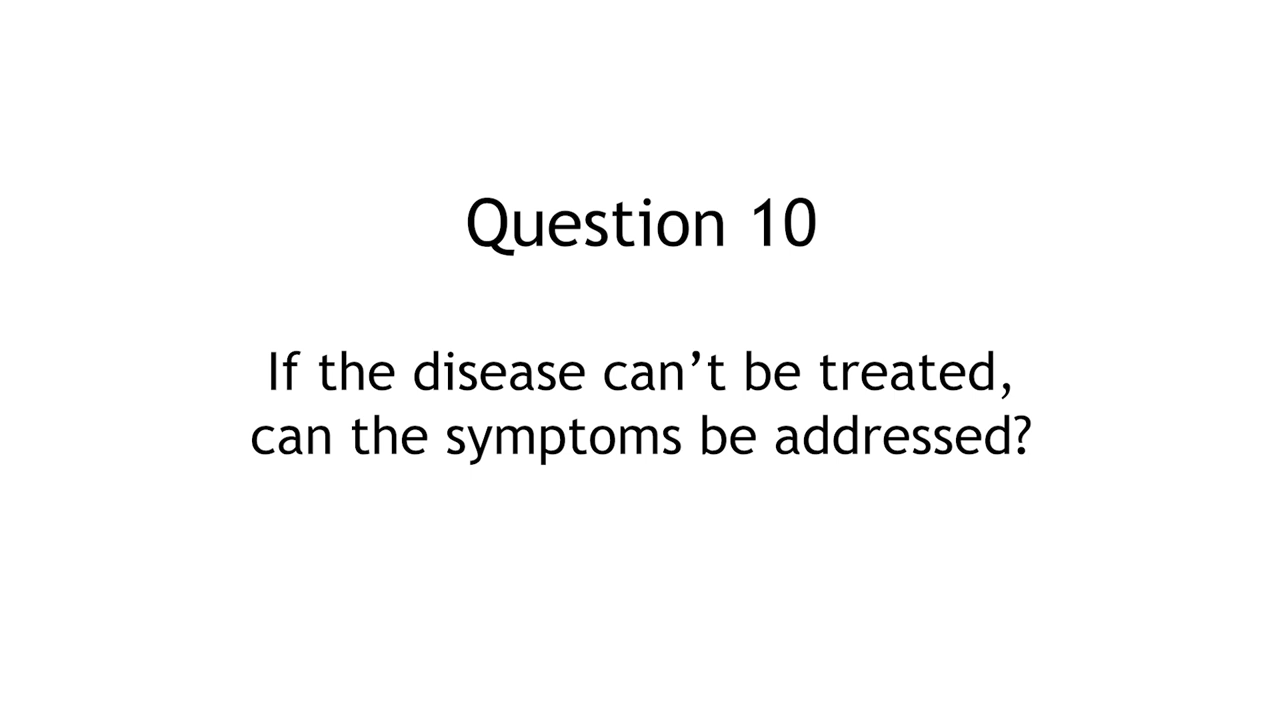 Question 10
If the disease can’t be treated,
can the symptoms be addressed?